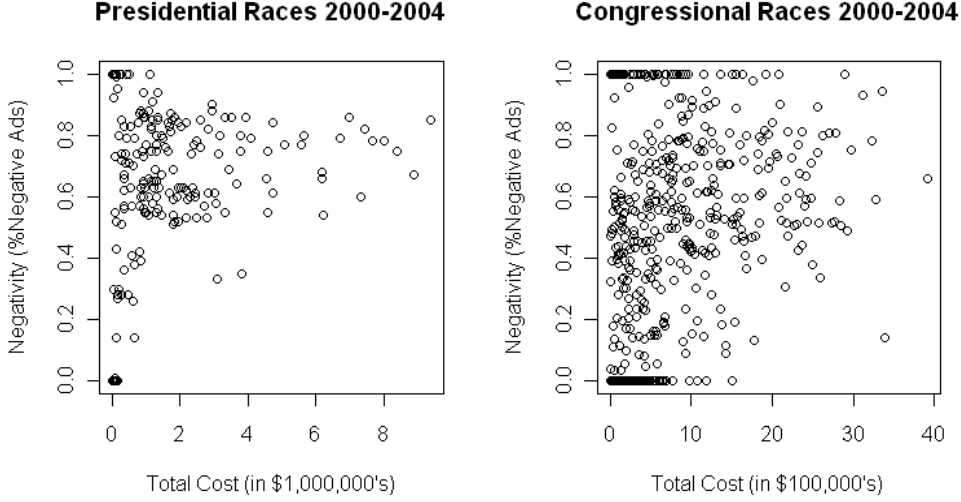 Presidential Races 2000-2004
Negativity (%Negative Ads)
1.0
0.8
0.6
0.4
0.2
0.0
0 2 4 6 8
Total Cost (in $1,000,000's)
Congressional Races 2000-2004
Negativity (%Negative Ads)
1.0
0.8
0.6
0.4
0.2
0.0
0 10 20 30 40
Total Cost (in $100,000's)